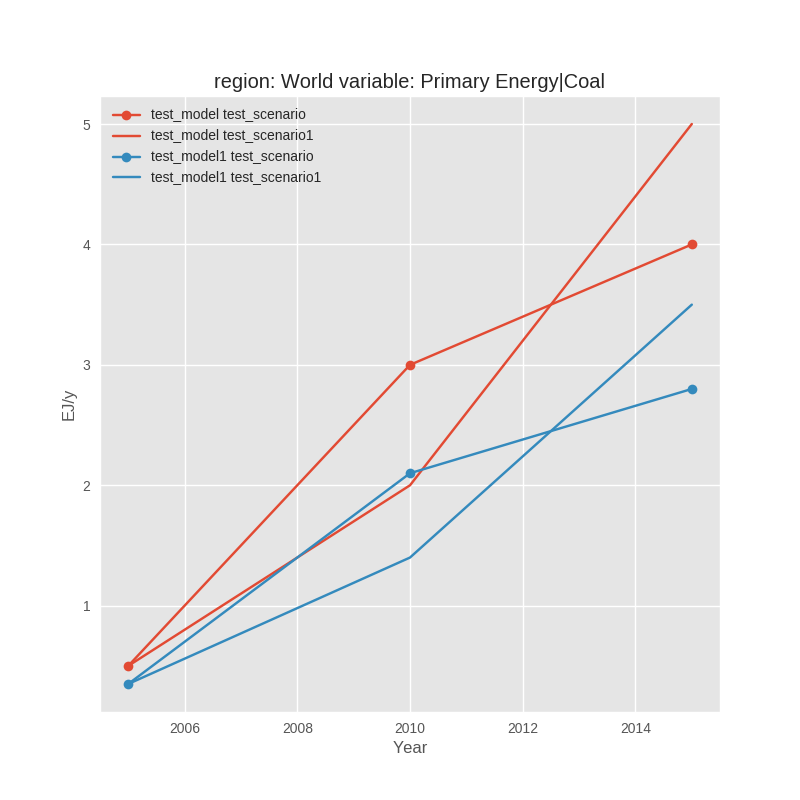 region: World variable: Primary Energy|Coal
test_model test_scenario
test_model test_scenario1
test_model1 test_scenario
test_model1 test_scenario1
5
4
3
2
1
EJ/y
2006 2008 2010 2012 2014
Year